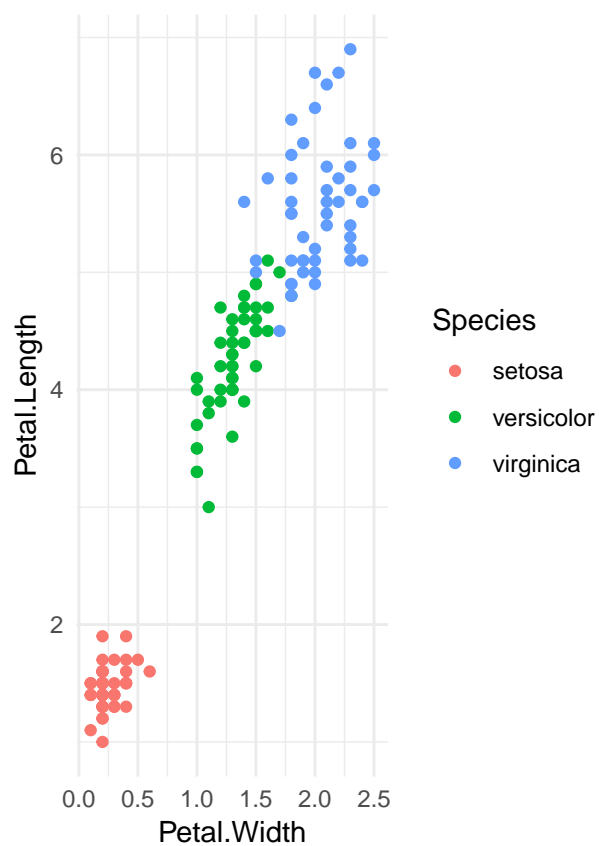 6
4
2
Petal.Length
0.0 0.5 1.0 1.5 2.0 2.5
Petal.Width
Species
setosa
versicolor
virginica